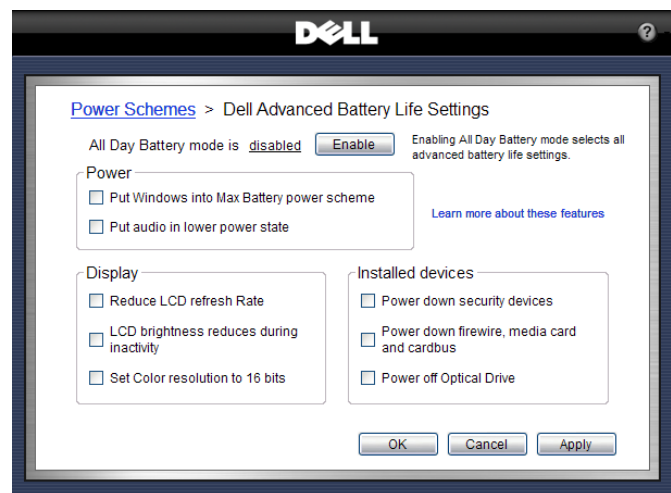 DELL
?
Power Schemes > Dell Advanced Battery Life Settings
All Day Battery mode is disabled Enable
Enabling All Day Battery mode selects all
advanced battery life settings.
Power
Put Windows into Max Battery power scheme
Put audio in lower power state
Learn more about these features
Display
Reduce LCD refresh Rate
LCD brightness reduces during
inactivity
Set Color resolution to 16 bits
Installed devices
Power down security devices
Power down firewire, media card
and cardbus
Power off Optical Drive
OK Cancel Apply